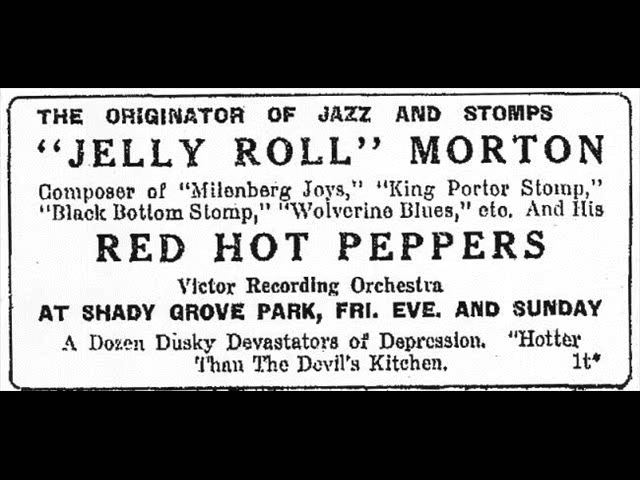 THE ORIGINATOR OF JAZZ AND STOMPS
"JELLY ROLL" MORTON
Composer of "Milenberg Joys," "King Porter Stomp,"
"Black Bottom Stomp," "Wolverine Blues," etc. And His
RED HOT PEPPERS
Victor Recording Orchestra
AT SHADY GROVE PARK, FRI. EVE. AND SUNDAY
A Dozen Dusky Devastators of Depression. "Hotter
Than The Devil's Kitchen. 1t*